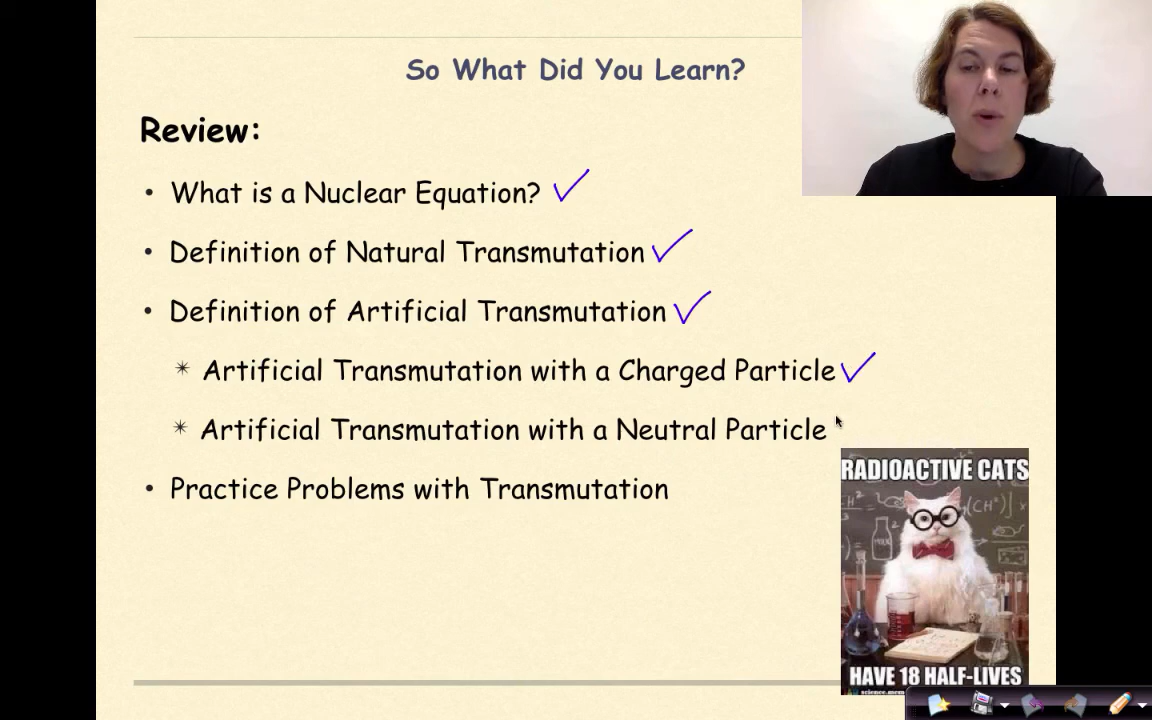 So What Did You Learn?
Review:
• What is a Nuclear Equation?
• Definition of Natural Transmutation
• Definition of Artificial Transmutation
✴ Artificial Transmutation with a Charged Particle
✴ Artificial Transmutation with a Neutral Particle
• Practice Problems with Transmutation
RADIOACTIVE CATS
MILK
HAVE 18 HALF-LIVES